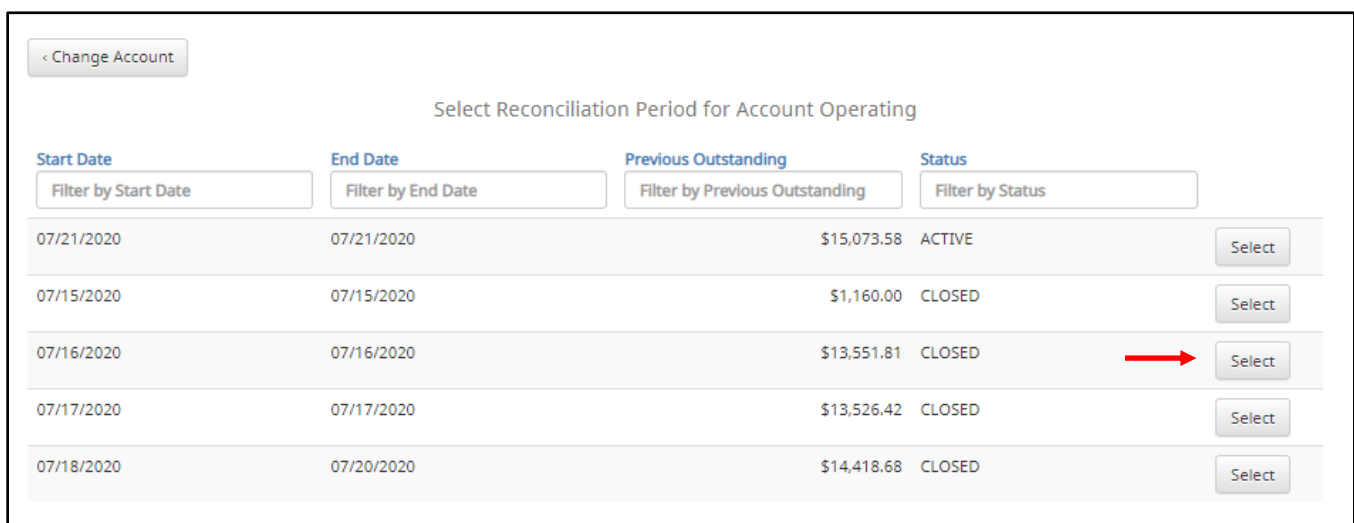 ‹ Change Account
Select Reconciliation Period for Account Operating
Start Date End Date Previous Outstanding Status
Filter by Start Date Filter by End Date Filter by Previous Outstanding Filter by Status
07/21/2020 07/21/2020 $15,073.58 ACTIVE Select
07/15/2020 07/15/2020 $1,160.00 CLOSED Select
07/16/2020 07/16/2020 $13,551.81 CLOSED Select
07/17/2020 07/17/2020 $13,526.42 CLOSED Select
07/18/2020 07/20/2020 $14,418.68 CLOSED Select